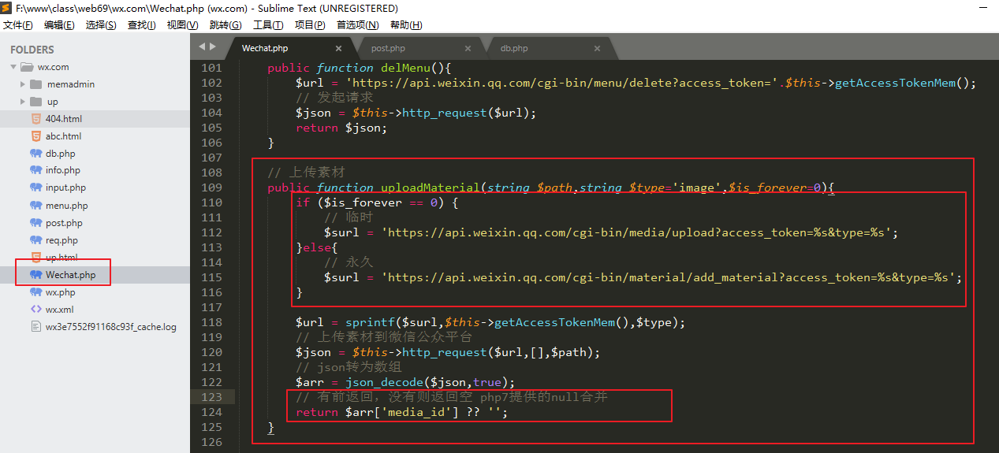 F:\www\class\web69\wx.com\Wechat.php (wx.com) - Sublime Text (UNREGISTERED)
文件(F) 编辑(E) 选择(S) 查找(I) 视图(V) 跳转(G) 工具(T) 项目(P) 首选项(N) 帮助(H)
FOLDERS
wx.com
memadmin
up
404.html
abc.html
db.php
info.php
input.php
menu.php
post.php
req.php
up.html
Wechat.php
wx.php
wx.xml
wx3e7552f91168c93f_cache.log
Wechat.php × post.php × db.php ×
101 public function delMenu(){
102 $url = 'https://api.weixin.qq.com/cgi-bin/menu/delete?access_token='.$this->getAccessTokenMem();
103 // 发起请求
104 $json = $this->http_request($url);
105 return $json;
106 }
107
108 // 上传素材
109 public function uploadMaterial(string $path,string $type='image',$is_forever=0){
110 if ($is_forever == 0) {
111 // 临时
112 $surl = 'https://api.weixin.qq.com/cgi-bin/media/upload?access_token=%s&type=%s';
113 }else{
114 // 永久
115 $surl = 'https://api.weixin.qq.com/cgi-bin/material/add_material?access_token=%s&type=%s';
116 }
117
118 $url = sprintf($surl,$this->getAccessTokenMem(),$type);
119 // 上传素材到微信公众平台
120 $json = $this->http_request($url,[],$path);
121 // json转为数组
122 $arr = json_decode($json,true);
123 // 有前返回，没有则返回空 php7提供的null合并
124 return $arr['media_id'] ?? '';
125 }
126